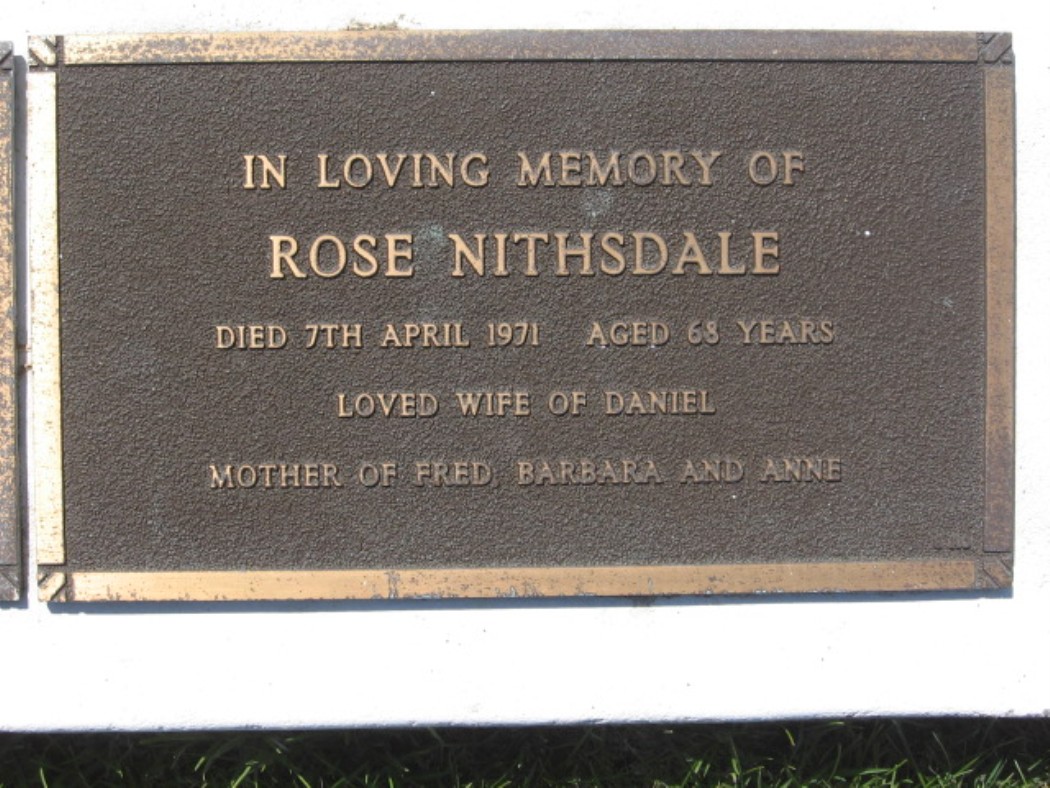 IN LOVING MEMORY OF
ROSE NITHSDALE
DIED 7TH APRIL 1971 AGED 68 YEARS
LOVED WIFE OF DANIEL
MOTHER OF FRED, BARBARA AND ANNE